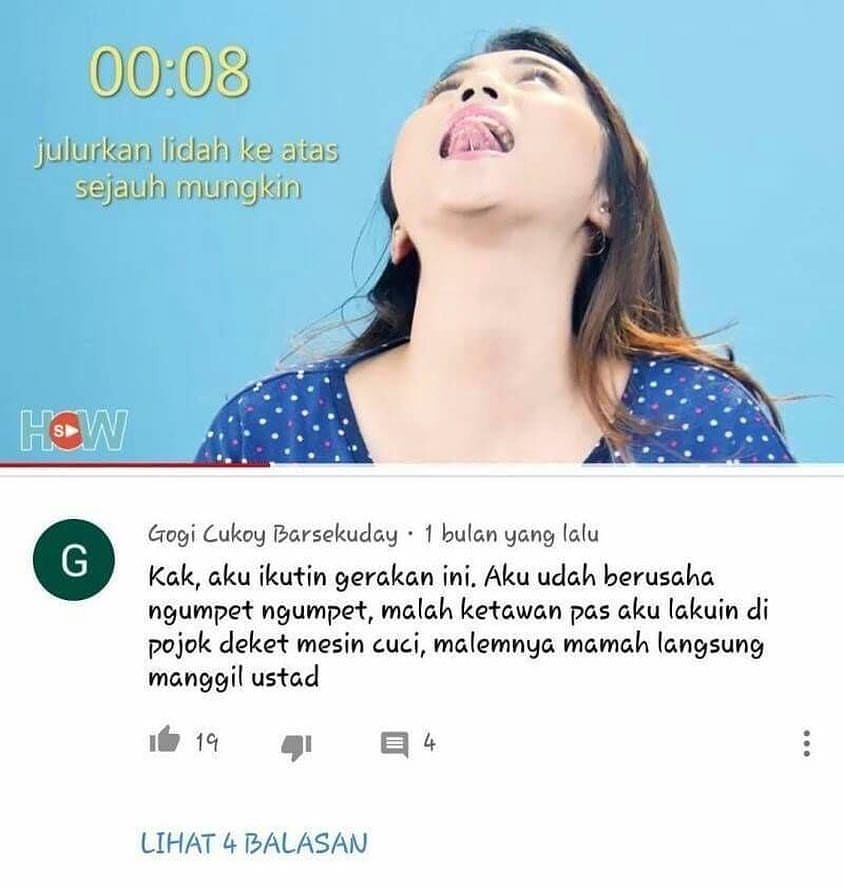 00:08
julurkan lidah ke atas
sejauh mungkin
HOW
G
Gogi Cukoy Barsekuday · 1 bulan yang lalu
Kak, aku ikutin gerakan ini. Aku udah berusaha
ngumpet ngumpet, malah ketawan pas aku lakuin di
pojok deket mesin cuci, malemnya mamah langsung
manggil ustad
19
4
LIHAT 4 BALASAN